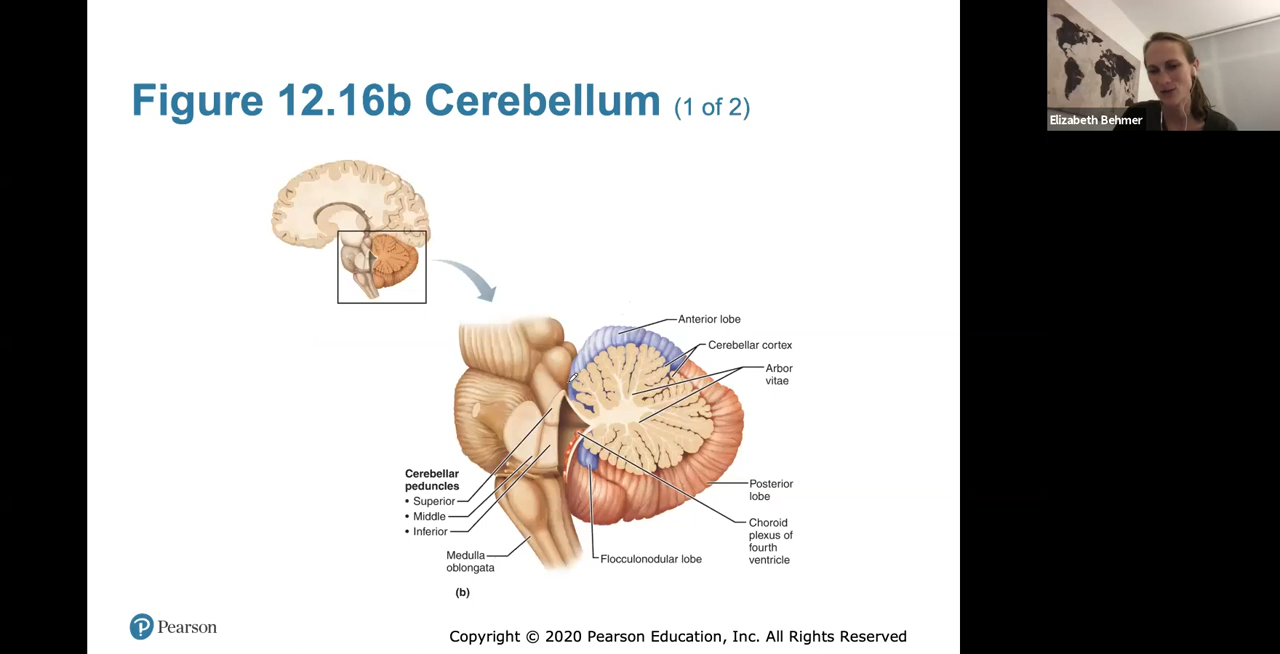 Figure 12.16b Cerebellum (1 of 2)
Elizabeth Behmer
Anterior lobe
Cerebellar cortex
Arbor
vitae
Cerebellar
peduncles
• Superior
• Middle
• Inferior
Medulla
oblongata
Posterior
lobe
Choroid
plexus of
fourth
ventricle
Flocculonodular lobe
(b)
P Pearson
Copyright © 2020 Pearson Education, Inc. All Rights Reserved